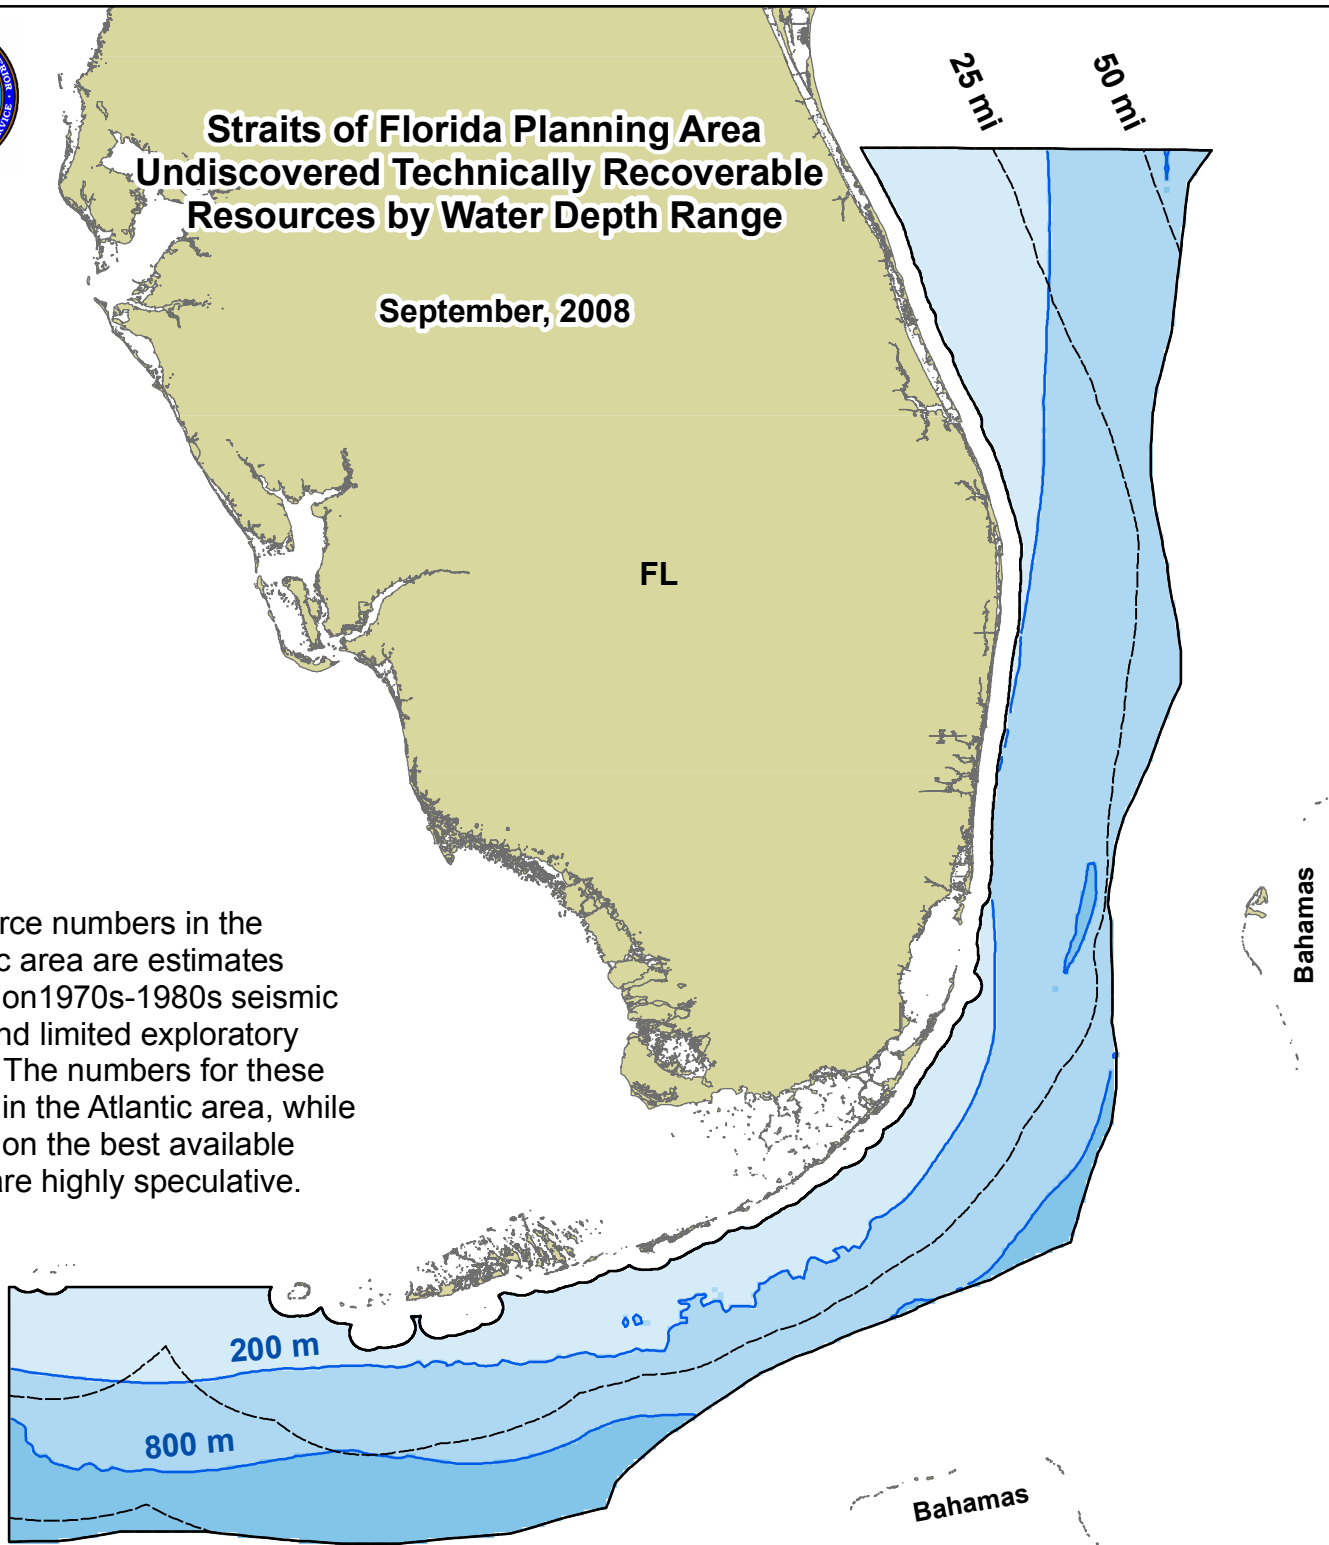 RIOR ·
VICE ·
Straits of Florida Planning Area
Undiscovered Technically Recoverable
Resources by Water Depth Range
September, 2008
25 mi
50 mi
FL
Bahamas
rce numbers in the
c area are estimates
on1970s-1980s seismic
nd limited exploratory
The numbers for these
in the Atlantic area, while
on the best available
are highly speculative.
200 m
800 m
Bahamas